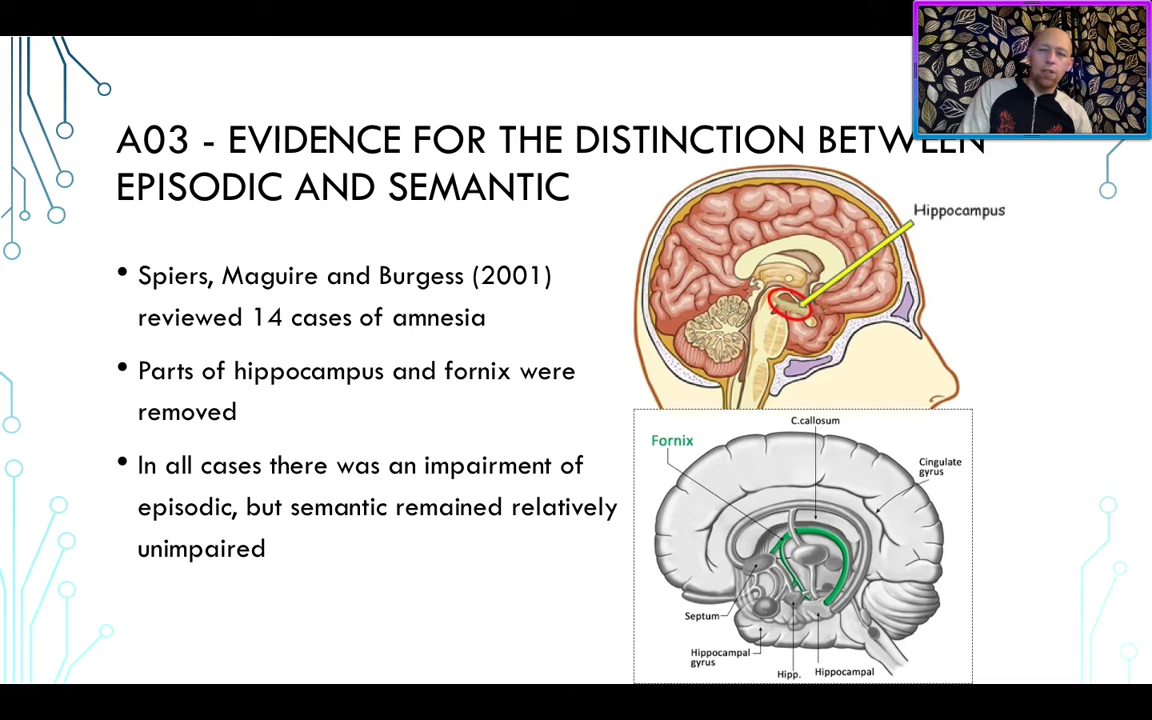 A03 - EVIDENCE FOR THE DISTINCTION BETWEEN
EPISODIC AND SEMANTIC
• Spiers, Maguire and Burgess (2001)
reviewed 14 cases of amnesia
• Parts of hippocampus and fornix were
removed
• In all cases there was an impairment of
episodic, but semantic remained relatively
unimpaired
Hippocampus
C.callosum
Fornix
Cingulate
gyrus
Septum
Hippocampal
gyrus
Hipp.
Hippocampal